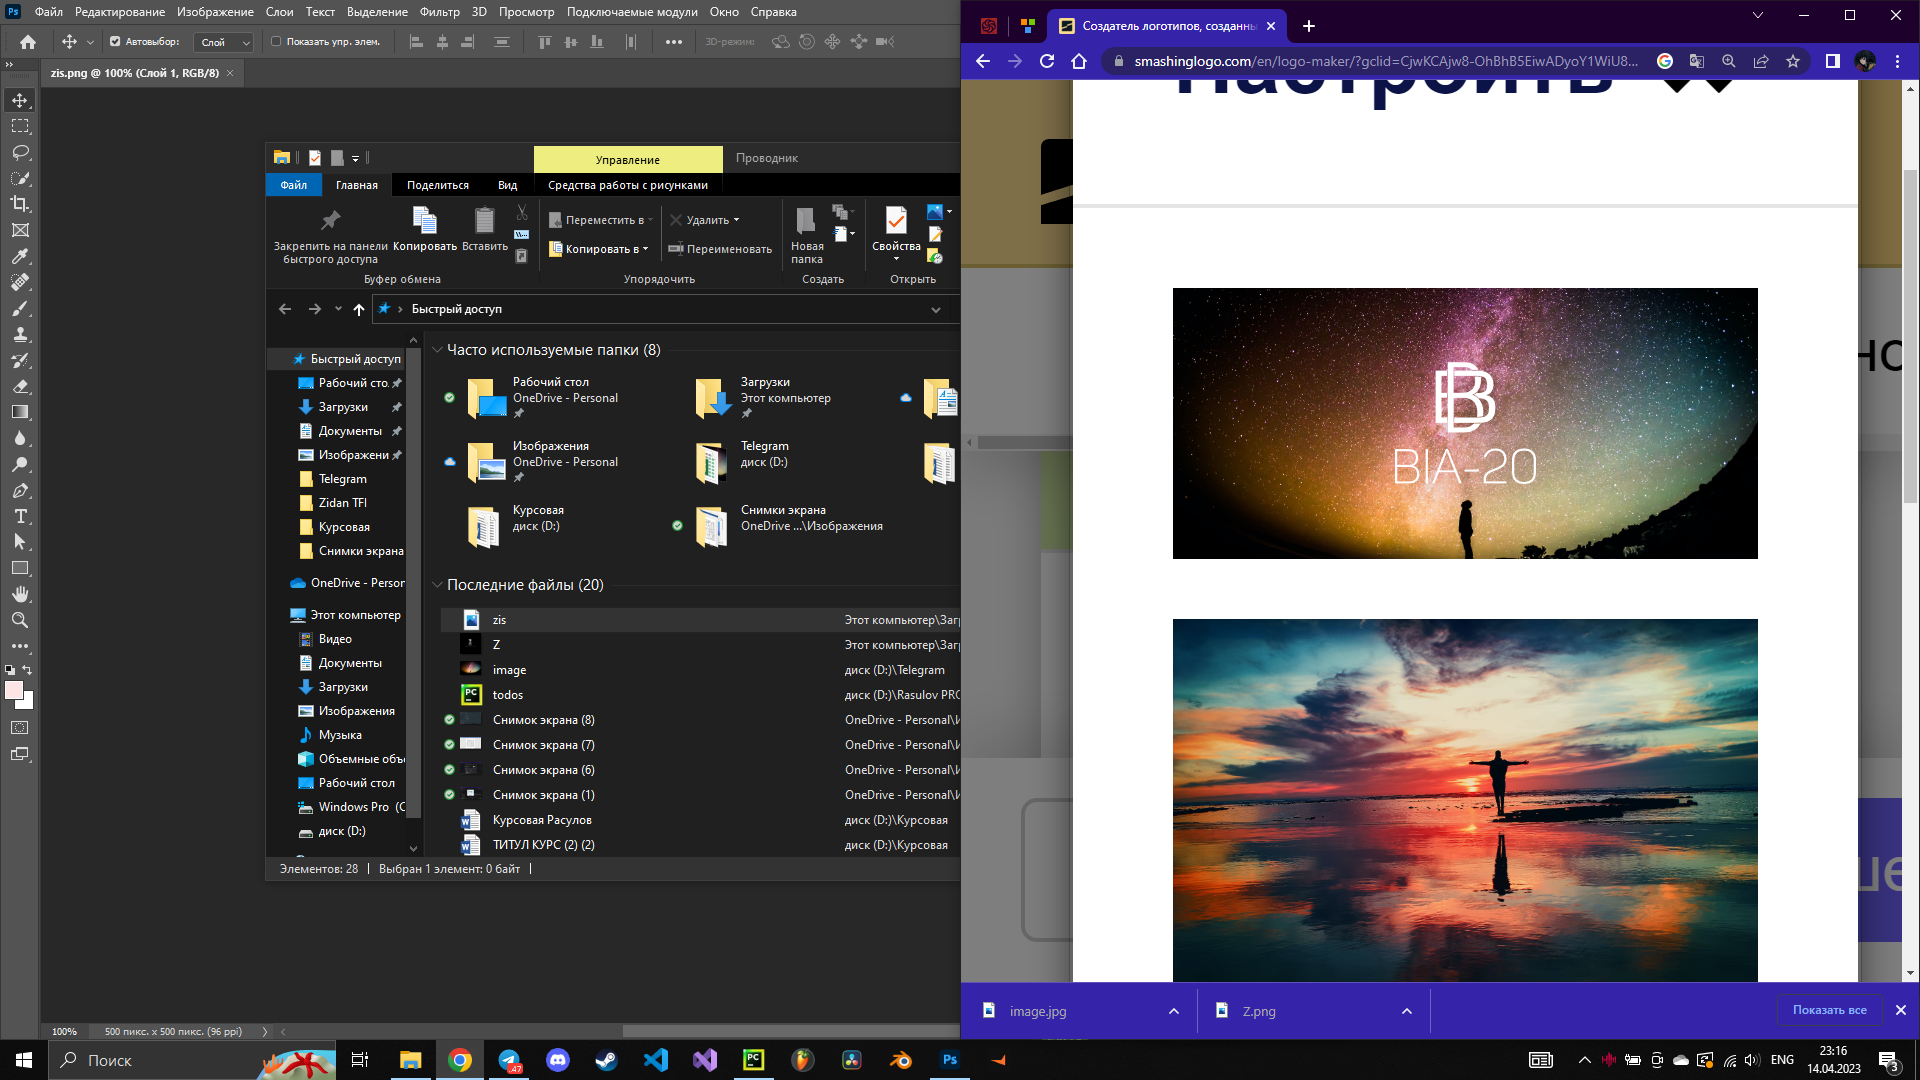 Файл Редактирование Изображение Слои Текст Выделение Фильтр 3D Просмотр Подключаемые модули Окно Справка
Автовыбор: Слой Показать упр. элем. 3D-режим:
zis.png @ 100% (Слой 1, RGB/8)
Управление Проводник
Файл Главная Поделиться Вид Средства работы с рисунками
Закрепить на панели быстрого доступа
Копировать
Вставить
Переместить в
Копировать в
Удалить
Переименовать
Новая папка
Свойства
Буфер обмена Упорядочить Создать Открыть
Быстрый доступ
Быстрый доступ
Рабочий сто
Загрузки
Документы
Изображени
Telegram
Zidan TFI
Курсовая
Снимки экрана
OneDrive - Person
Этот компьютер
Видео
Документы
Загрузки
Изображения
Музыка
Объемные объе
Рабочий стол
Windows Pro (C
диск (D:)
Часто используемые папки (8)
Рабочий стол
OneDrive - Personal
Загрузки
Этот компьютер
Изображения
OneDrive - Personal
Telegram
диск (D:)
Курсовая
диск (D:)
Снимки экрана
OneDrive ...\Изображения
Последние файлы (20)
zis Этот компьютер\Загр
Z Этот компьютер\Загр
image диск (D:)\Telegram
todos диск (D:)\Rasulov PRO
Снимок экрана (8) OneDrive - Personal\И
Снимок экрана (7) OneDrive - Personal\И
Снимок экрана (6) OneDrive - Personal\И
Снимок экрана (1) OneDrive - Personal\И
Курсовая Расулов диск (D:)\Курсовая
ТИТУЛ КУРС (2) (2) диск (D:)\Курсовая
Элементов: 28 Выбран 1 элемент: 0 байт
100% 500 пикс. x 500 пикс. (96 ppi)
Создатель логотипов, созданны
smashinglogo.com/en/logo-maker/?gclid=CjwKCAjw8-OhBhB5EiwADyoY1WiU8...
Настроить
но
BIA-20
ше
image.jpg
Z.png
Показать все
Поиск
ENG
23:16
14.04.2023
3